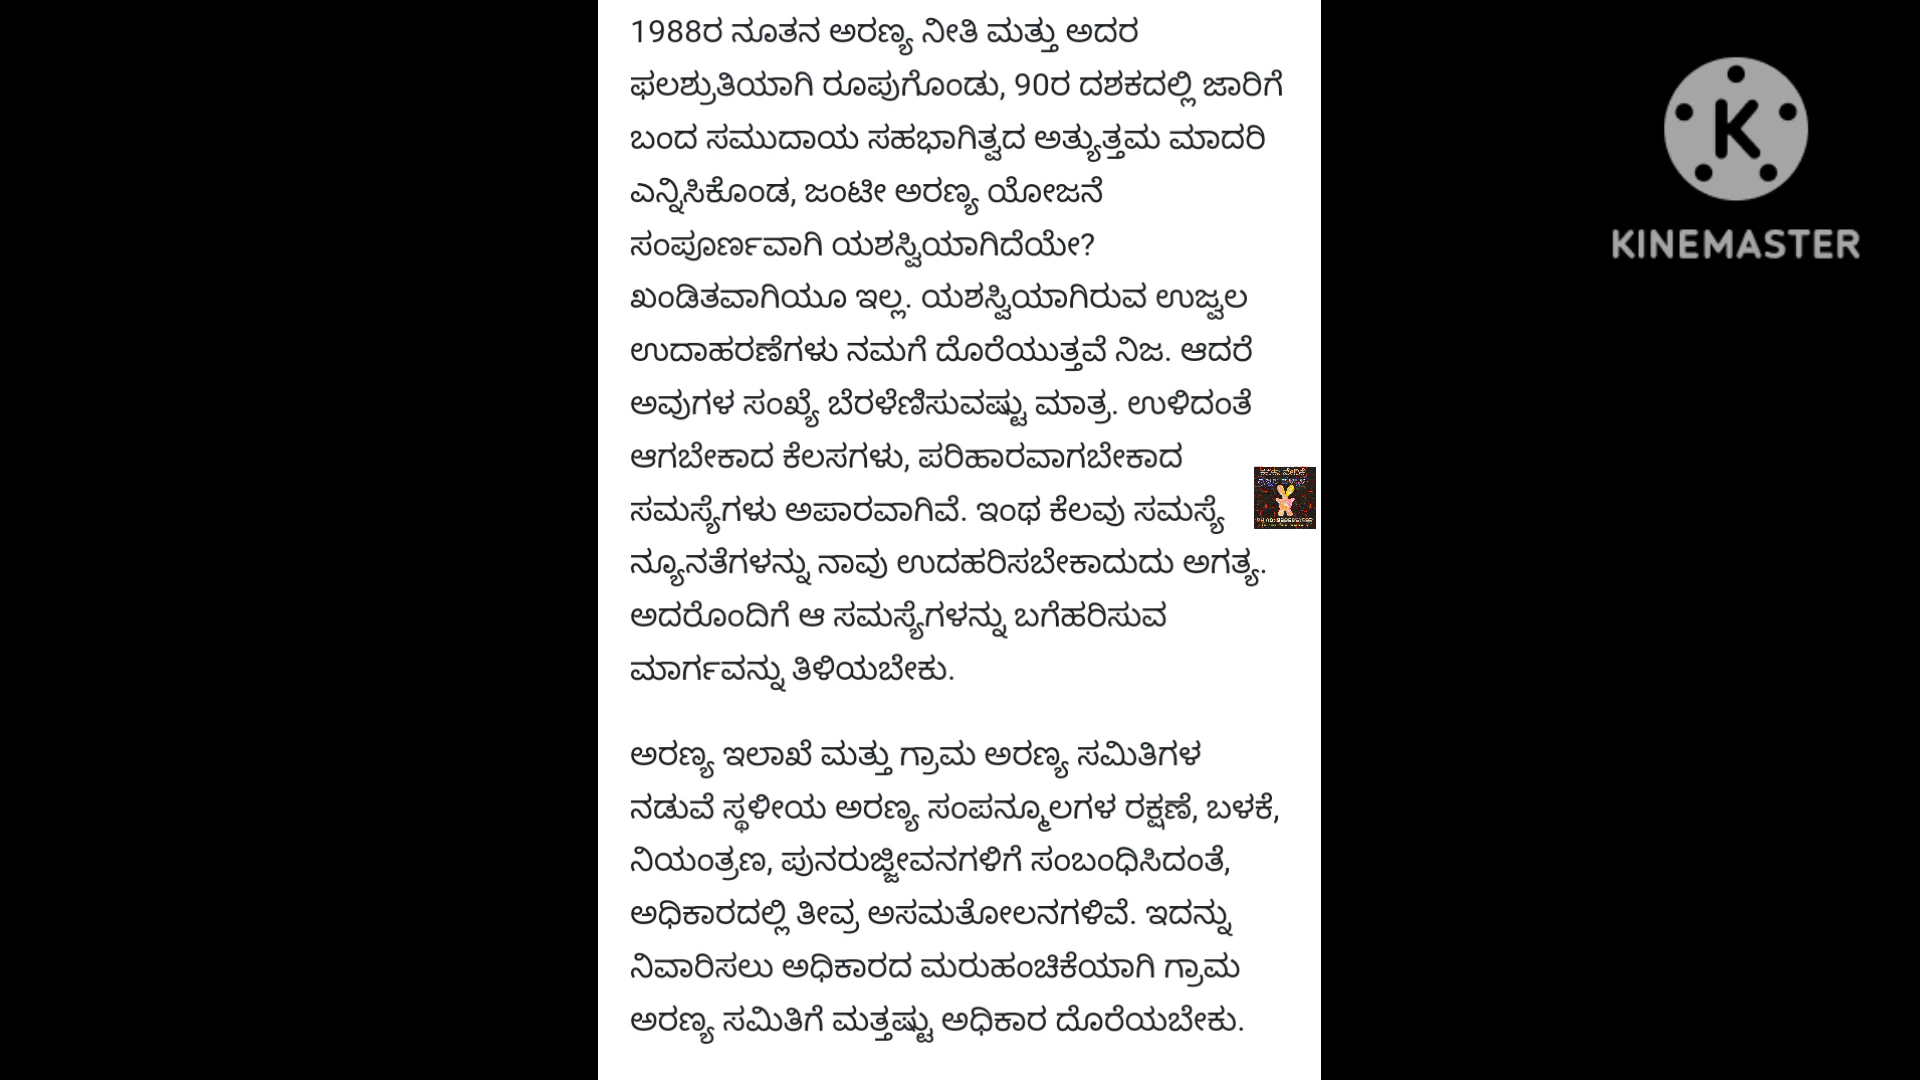 1988ರ ನೂತನ ಅರಣ್ಯ ನೀತಿ ಮತ್ತು ಅದರ
ಫಲಶ್ರುತಿಯಾಗಿ ರೂಪುಗೊಂಡು, 90ರ ದಶಕದಲ್ಲಿ ಜಾರಿಗೆ
ಬಂದ ಸಮುದಾಯ ಸಹಭಾಗಿತ್ವದ ಅತ್ಯುತ್ತಮ ಮಾದರಿ
ಎನ್ನಿಸಿಕೊಂಡ, ಜಂಟೀ ಅರಣ್ಯ ಯೋಜನೆ
ಸಂಪೂರ್ಣವಾಗಿ ಯಶಸ್ವಿಯಾಗಿದೆಯೇ?
ಖಂಡಿತವಾಗಿಯೂ ಇಲ್ಲ. ಯಶಸ್ವಿಯಾಗಿರುವ ಉಜ್ವಲ
ಉದಾಹರಣೆಗಳು ನಮಗೆ ದೊರೆಯುತ್ತವೆ ನಿಜ. ಆದರೆ
ಅವುಗಳ ಸಂಖ್ಯೆ ಬೆರಳೆಣಿಸುವಷ್ಟು ಮಾತ್ರ. ಉಳಿದಂತೆ
ಆಗಬೇಕಾದ ಕೆಲಸಗಳು, ಪರಿಹಾರವಾಗಬೇಕಾದ
ಸಮಸ್ಯೆಗಳು ಅಪಾರವಾಗಿವೆ. ಇಂಥ ಕೆಲವು ಸಮಸ್ಯೆ
ನ್ಯೂನತೆಗಳನ್ನು ನಾವು ಉದಹರಿಸಬೇಕಾದುದು ಅಗತ್ಯ.
ಅದರೊಂದಿಗೆ ಆ ಸಮಸ್ಯೆಗಳನ್ನು ಬಗೆಹರಿಸುವ
ಮಾರ್ಗವನ್ನು ತಿಳಿಯಬೇಕು.
ಅರಣ್ಯ ಇಲಾಖೆ ಮತ್ತು ಗ್ರಾಮ ಅರಣ್ಯ ಸಮಿತಿಗಳ
ನಡುವೆ ಸ್ಥಳೀಯ ಅರಣ್ಯ ಸಂಪನ್ಮೂಲಗಳ ರಕ್ಷಣೆ, ಬಳಕೆ,
ನಿಯಂತ್ರಣ, ಪುನರುಜ್ಜೀವನಗಳಿಗೆ ಸಂಬಂಧಿಸಿದಂತೆ,
ಅಧಿಕಾರದಲ್ಲಿ ತೀವ್ರ ಅಸಮತೋಲನಗಳಿವೆ. ಇದನ್ನು
ನಿವಾರಿಸಲು ಅಧಿಕಾರದ ಮರುಹಂಚಿಕೆಯಾಗಿ ಗ್ರಾಮ
ಅರಣ್ಯ ಸಮಿತಿಗೆ ಮತ್ತಷ್ಟು ಅಧಿಕಾರ ದೊರೆಯಬೇಕು.
K
KINEMASTER